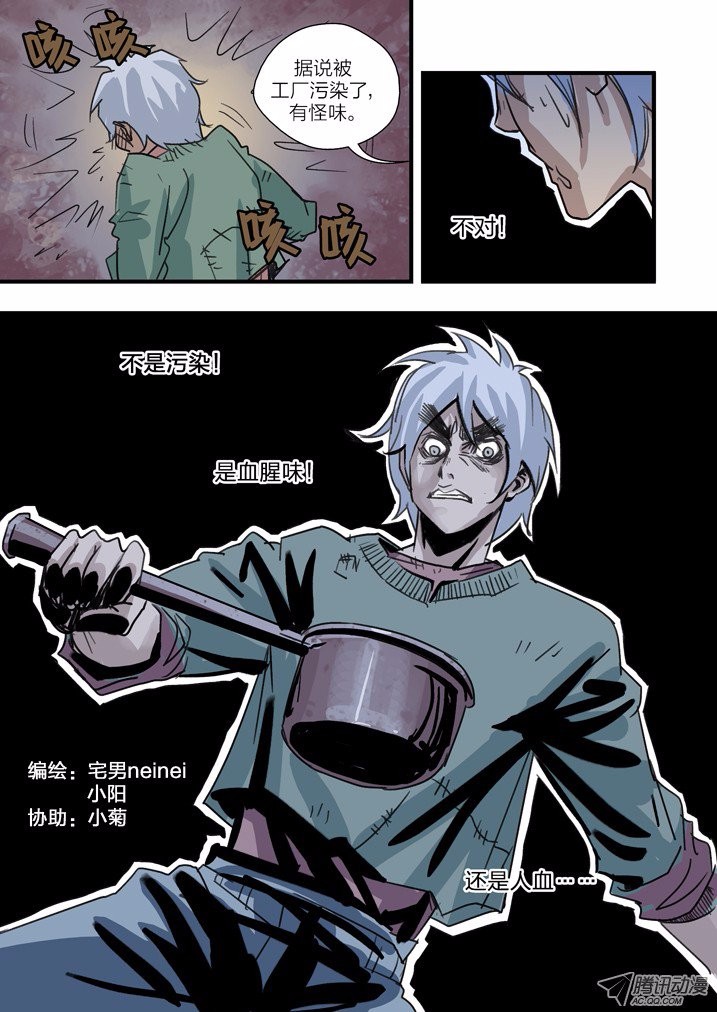 咳
咳
据说被
工厂污染了，
有怪味。
咳
咳
不对！
不是污染！
是血腥味！
编绘：宅男neinei
小阳
协助：小菊
还是人血……
腾讯动漫
AC.QQ.COM